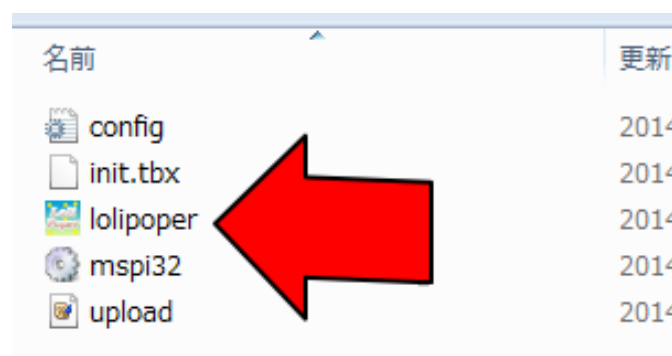 名前 更新
config 2014
init.tbx 2014
lolipoper 2014
mspi32 2014
upload 2014